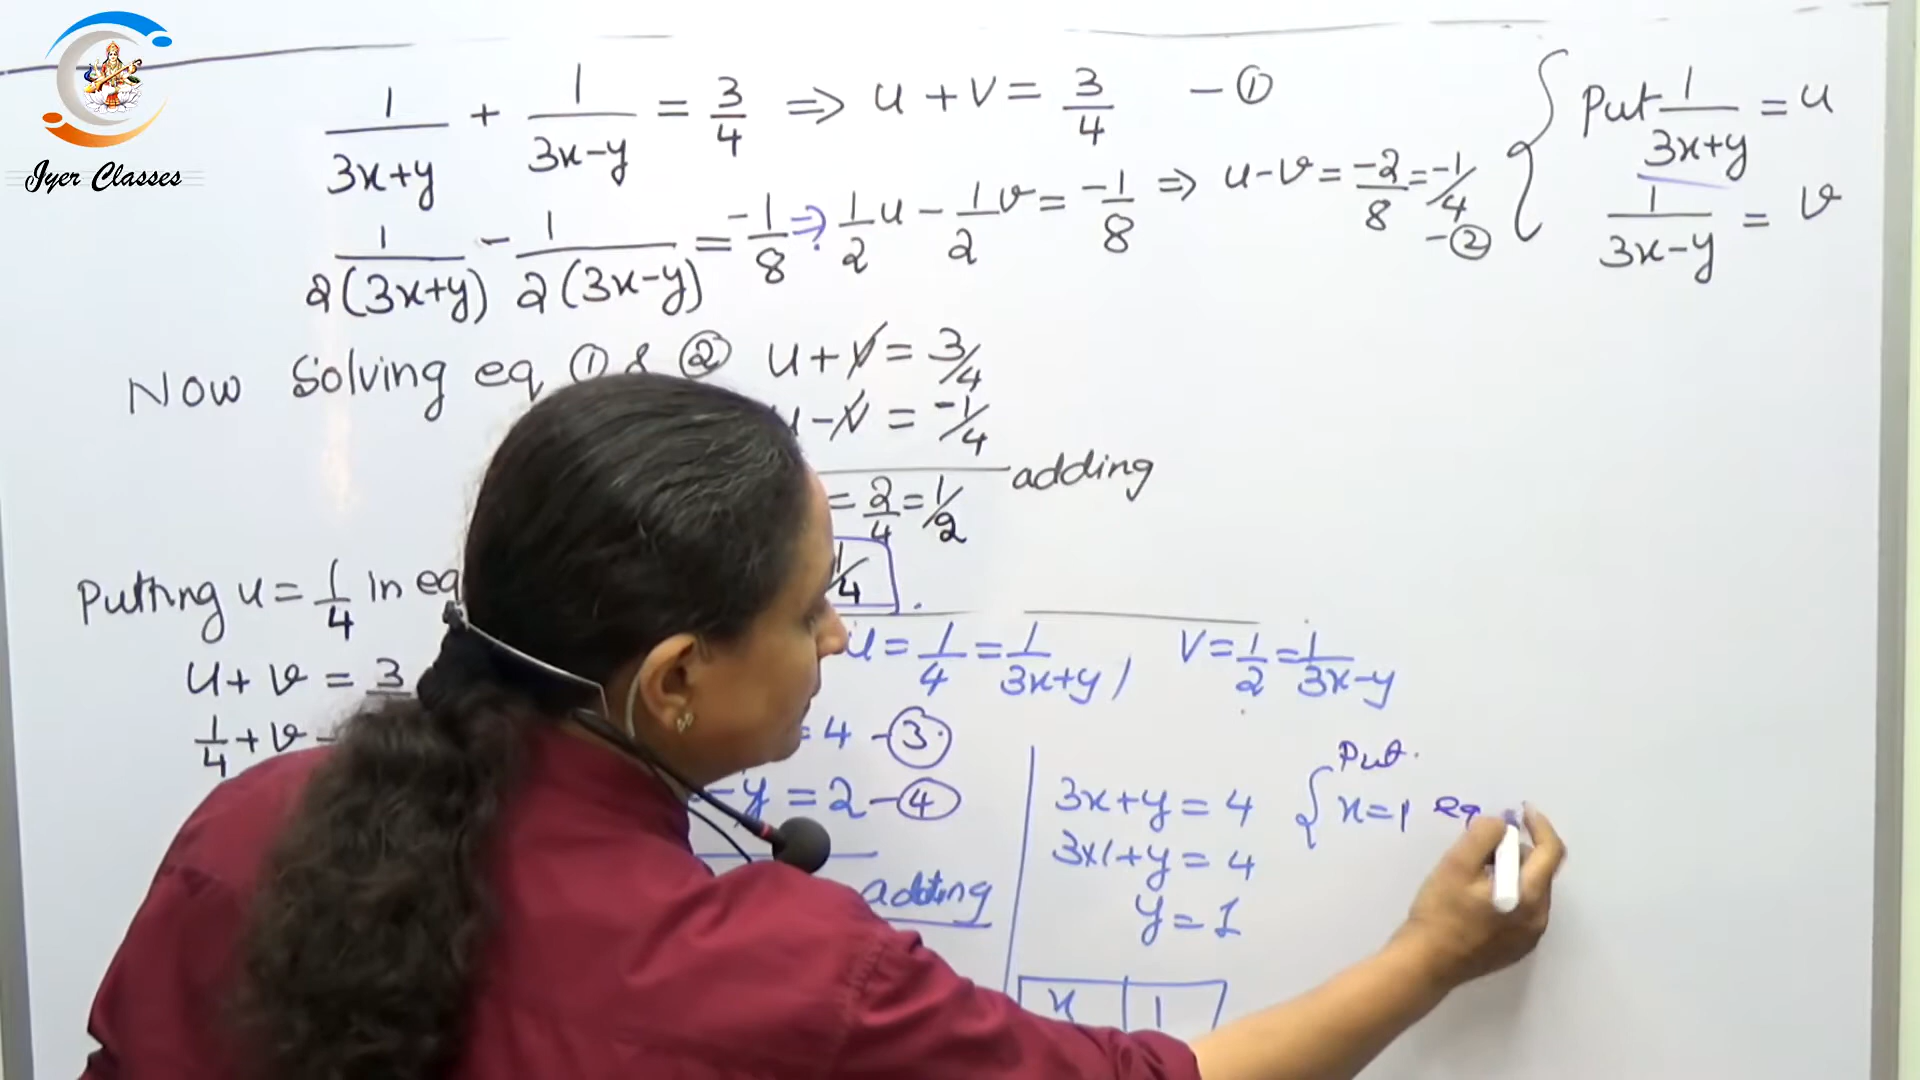 Iyer Classes
1/(3x+y) + 1/(3x-y) = 3/4 ⇒ u + v = 3/4 - ①
1/2(3x+y) - 1/2(3x-y) = -1/8 ⇒ 1/2 u - 1/2 v = -1/8 ⇒ u - v = -2/8 = -1/4 - ②
{ Put 1/(3x+y) = u
1/(3x-y) = v
Now Solving eq ① & ② u + v = 3/4
u - v = -1/4
adding
= 2/4 = 1/2
1/4
Putting u = 1/4 in eq
u + v = 3
1/4 + v
u = 1/4 = 1/(3x+y) , v = 1/2 = 1/(3x-y)
= 4 - ③
- y = 2 - ④
adding
3x + y = 4
3x1 + y = 4
y = 1
{ Put
x = 1 eq
x | 1